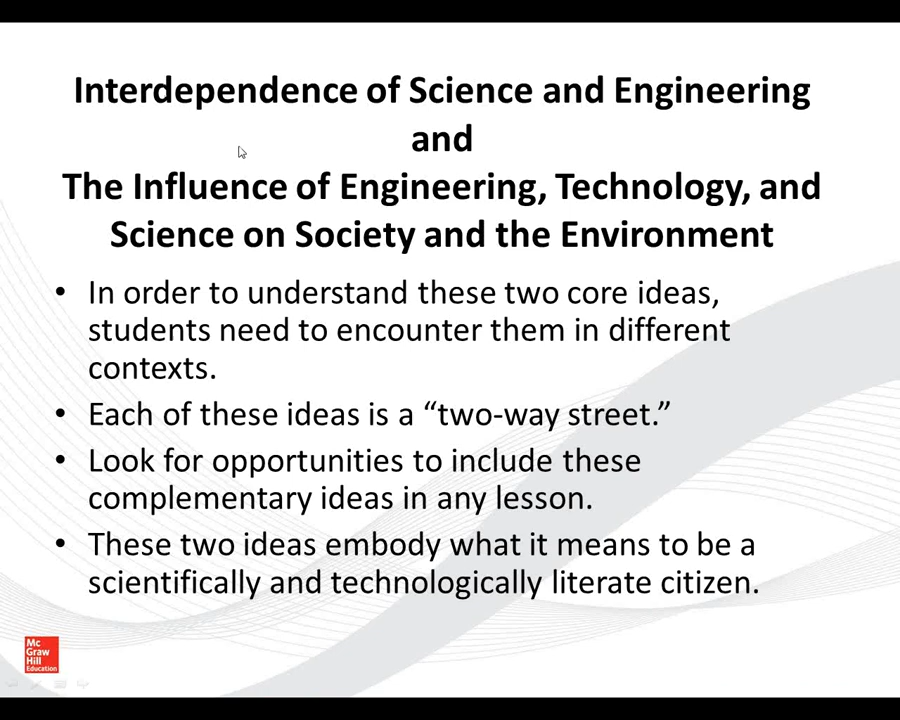 Interdependence of Science and Engineering
and
The Influence of Engineering, Technology, and
Science on Society and the Environment
• In order to understand these two core ideas,
students need to encounter them in different
contexts.
• Each of these ideas is a “two-way street.”
• Look for opportunities to include these
complementary ideas in any lesson.
• These two ideas embody what it means to be a
scientifically and technologically literate citizen.
Mc
Graw
Hill
Education